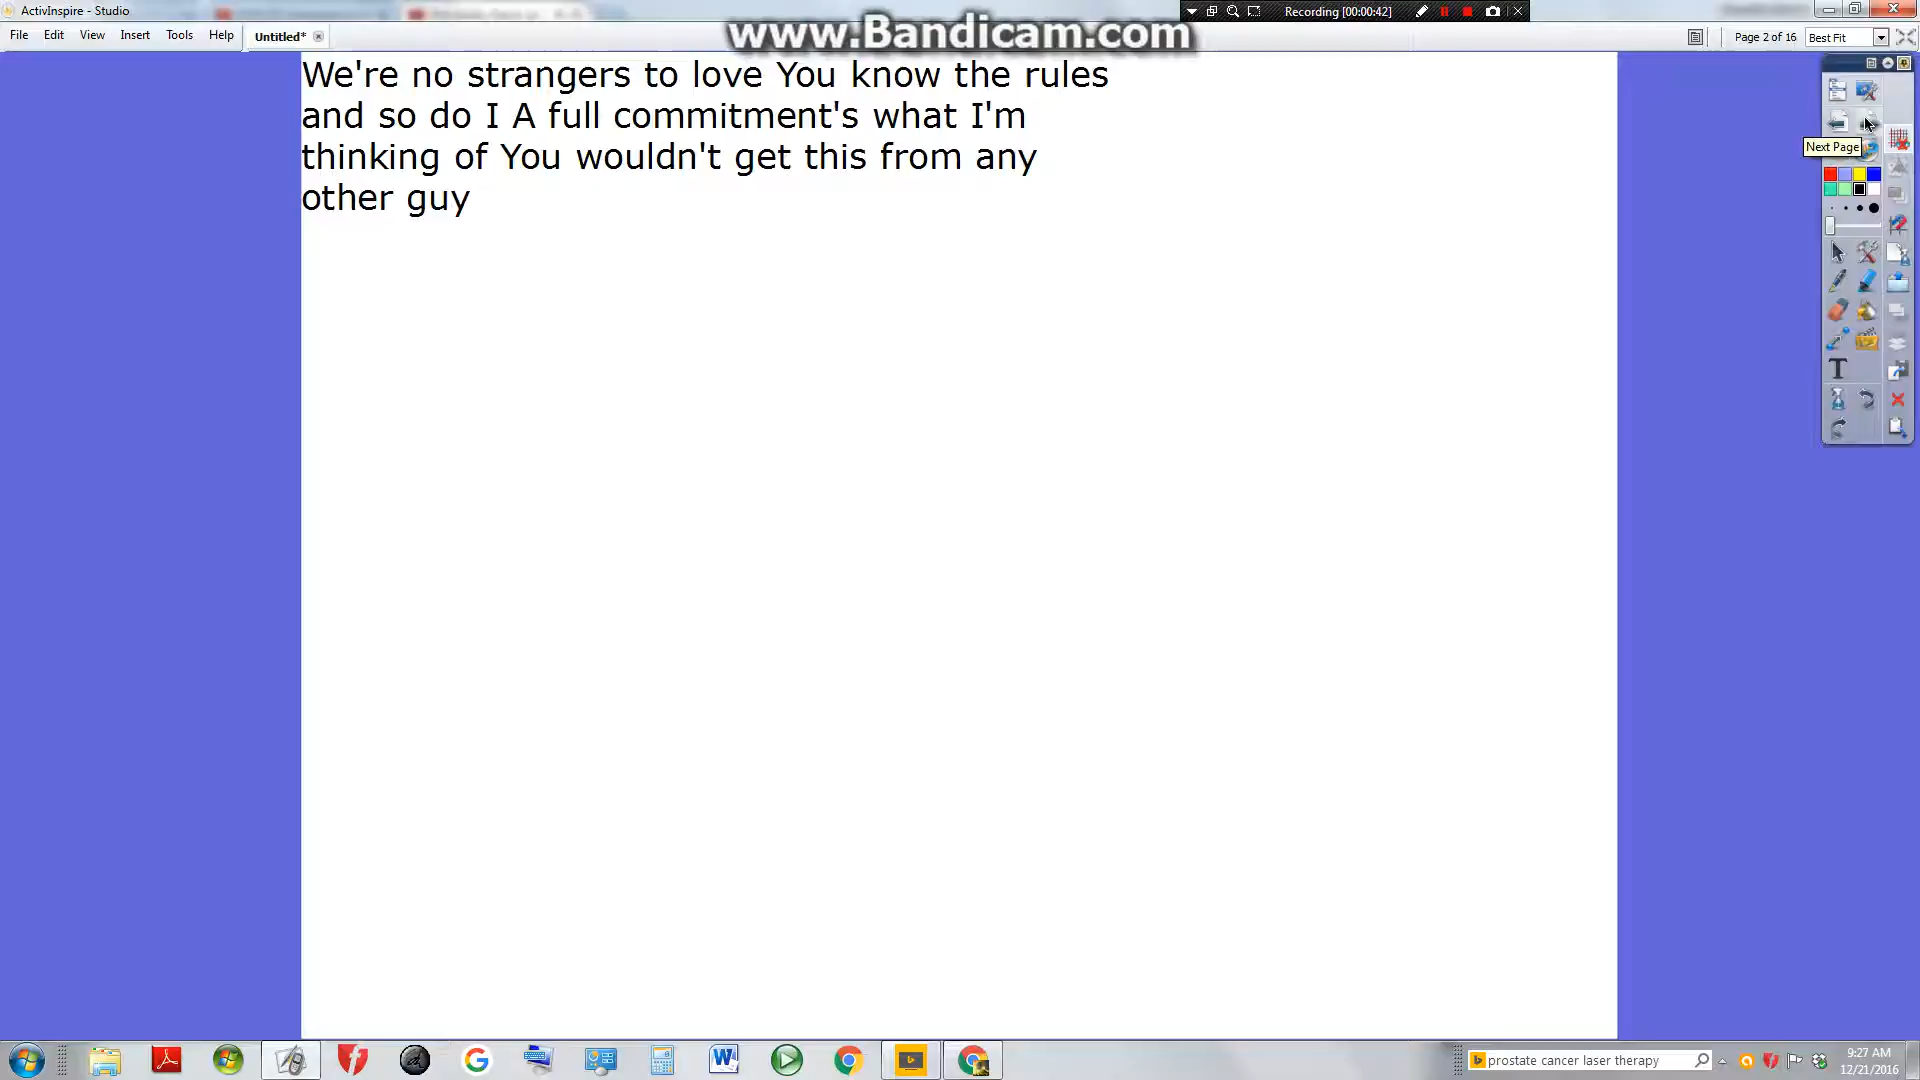 ActivInspire - Studio
www.Bandicam.com
Recording [00:00:42]
File Edit View Insert Tools Help Untitled*
Page 2 of 16 Best Fit
We're no strangers to love You know the rules
and so do I A full commitment's what I'm
thinking of You wouldn't get this from any
other guy
Next Page
T
prostate cancer laser therapy
9:27 AM
12/21/2016